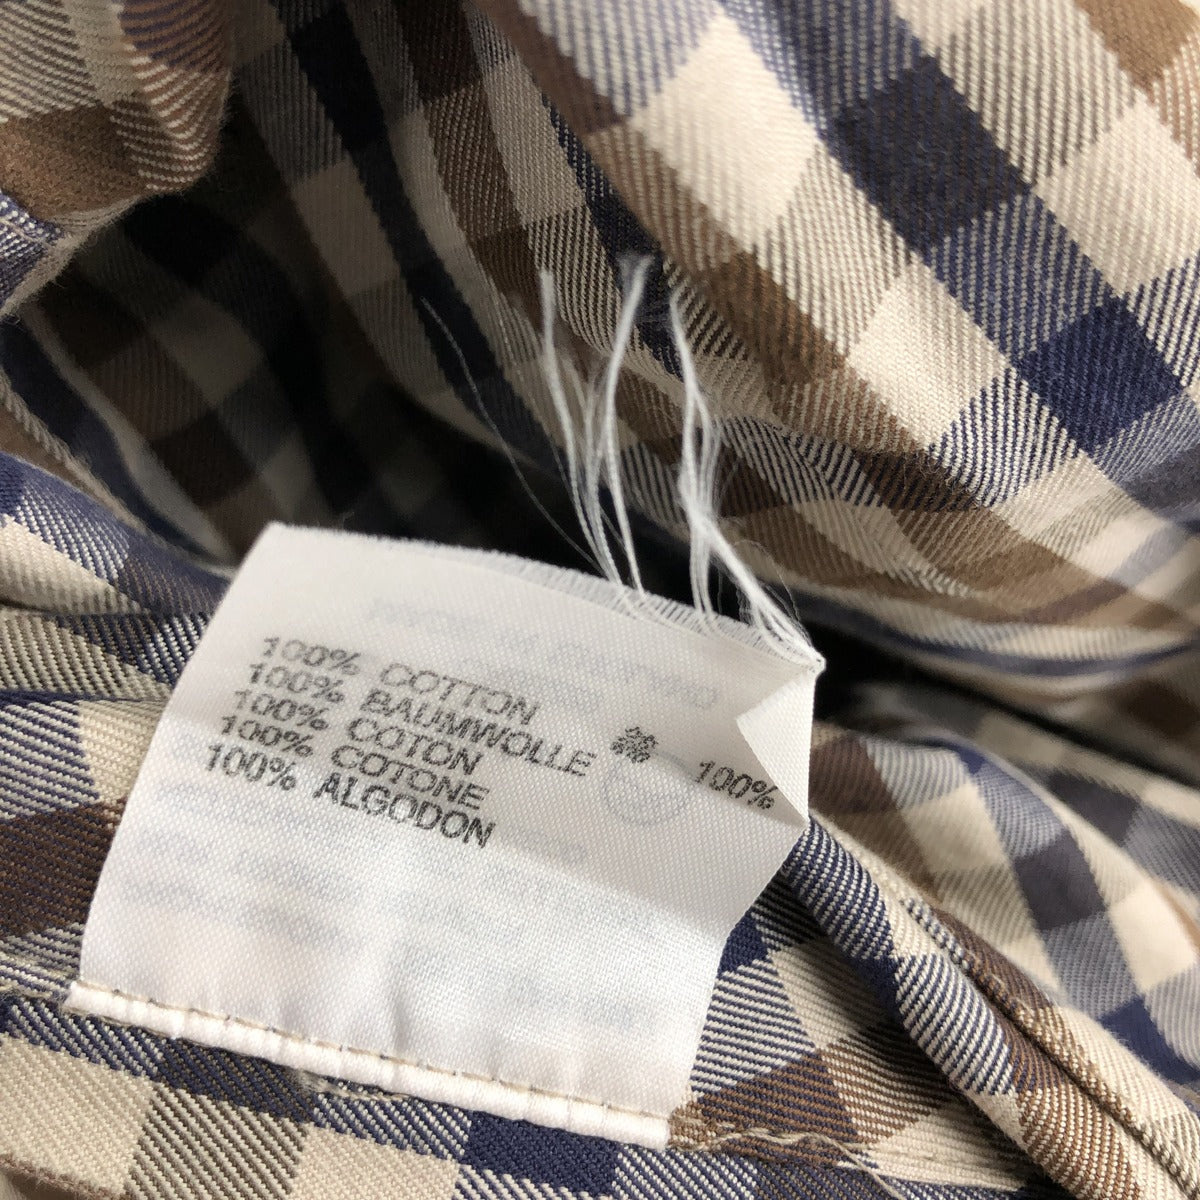 100% COTTON
100% BAUMWOLLE
100% COTON
100% COTONE
100% ALGODON
100%